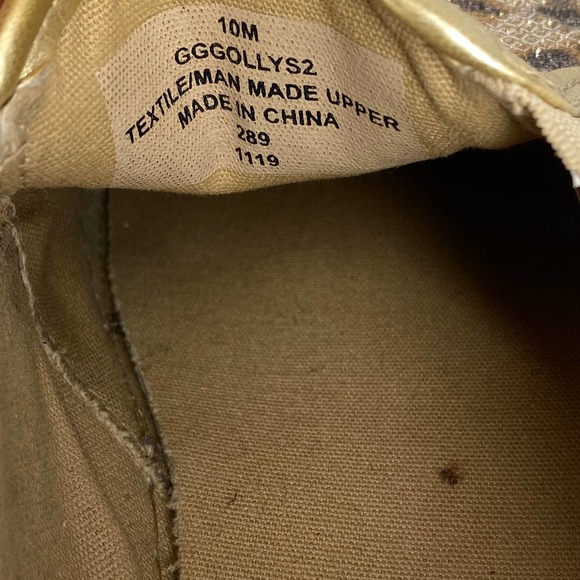 10M
GGGOLLYS2
TEXTILE/MAN MADE UPPER
MADE IN CHINA
289
1119